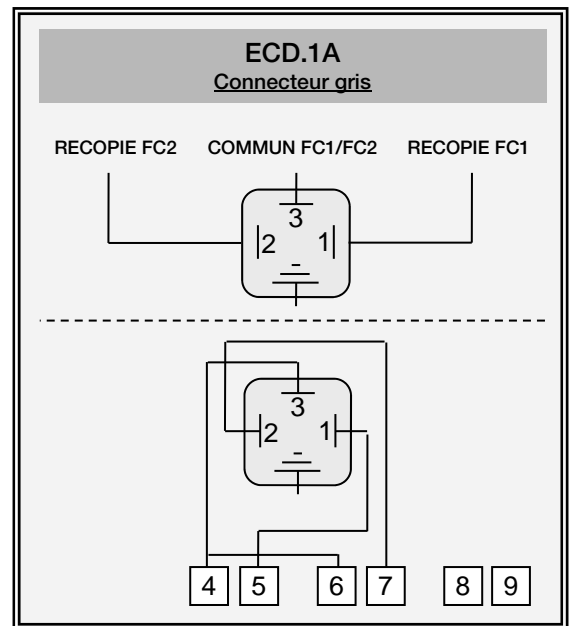 ECD.1A
Connecteur gris
RECOPIE FC2 COMMUN FC1/FC2 RECOPIE FC1
3
2 1
3
2 1
4 5 6 7 8 9